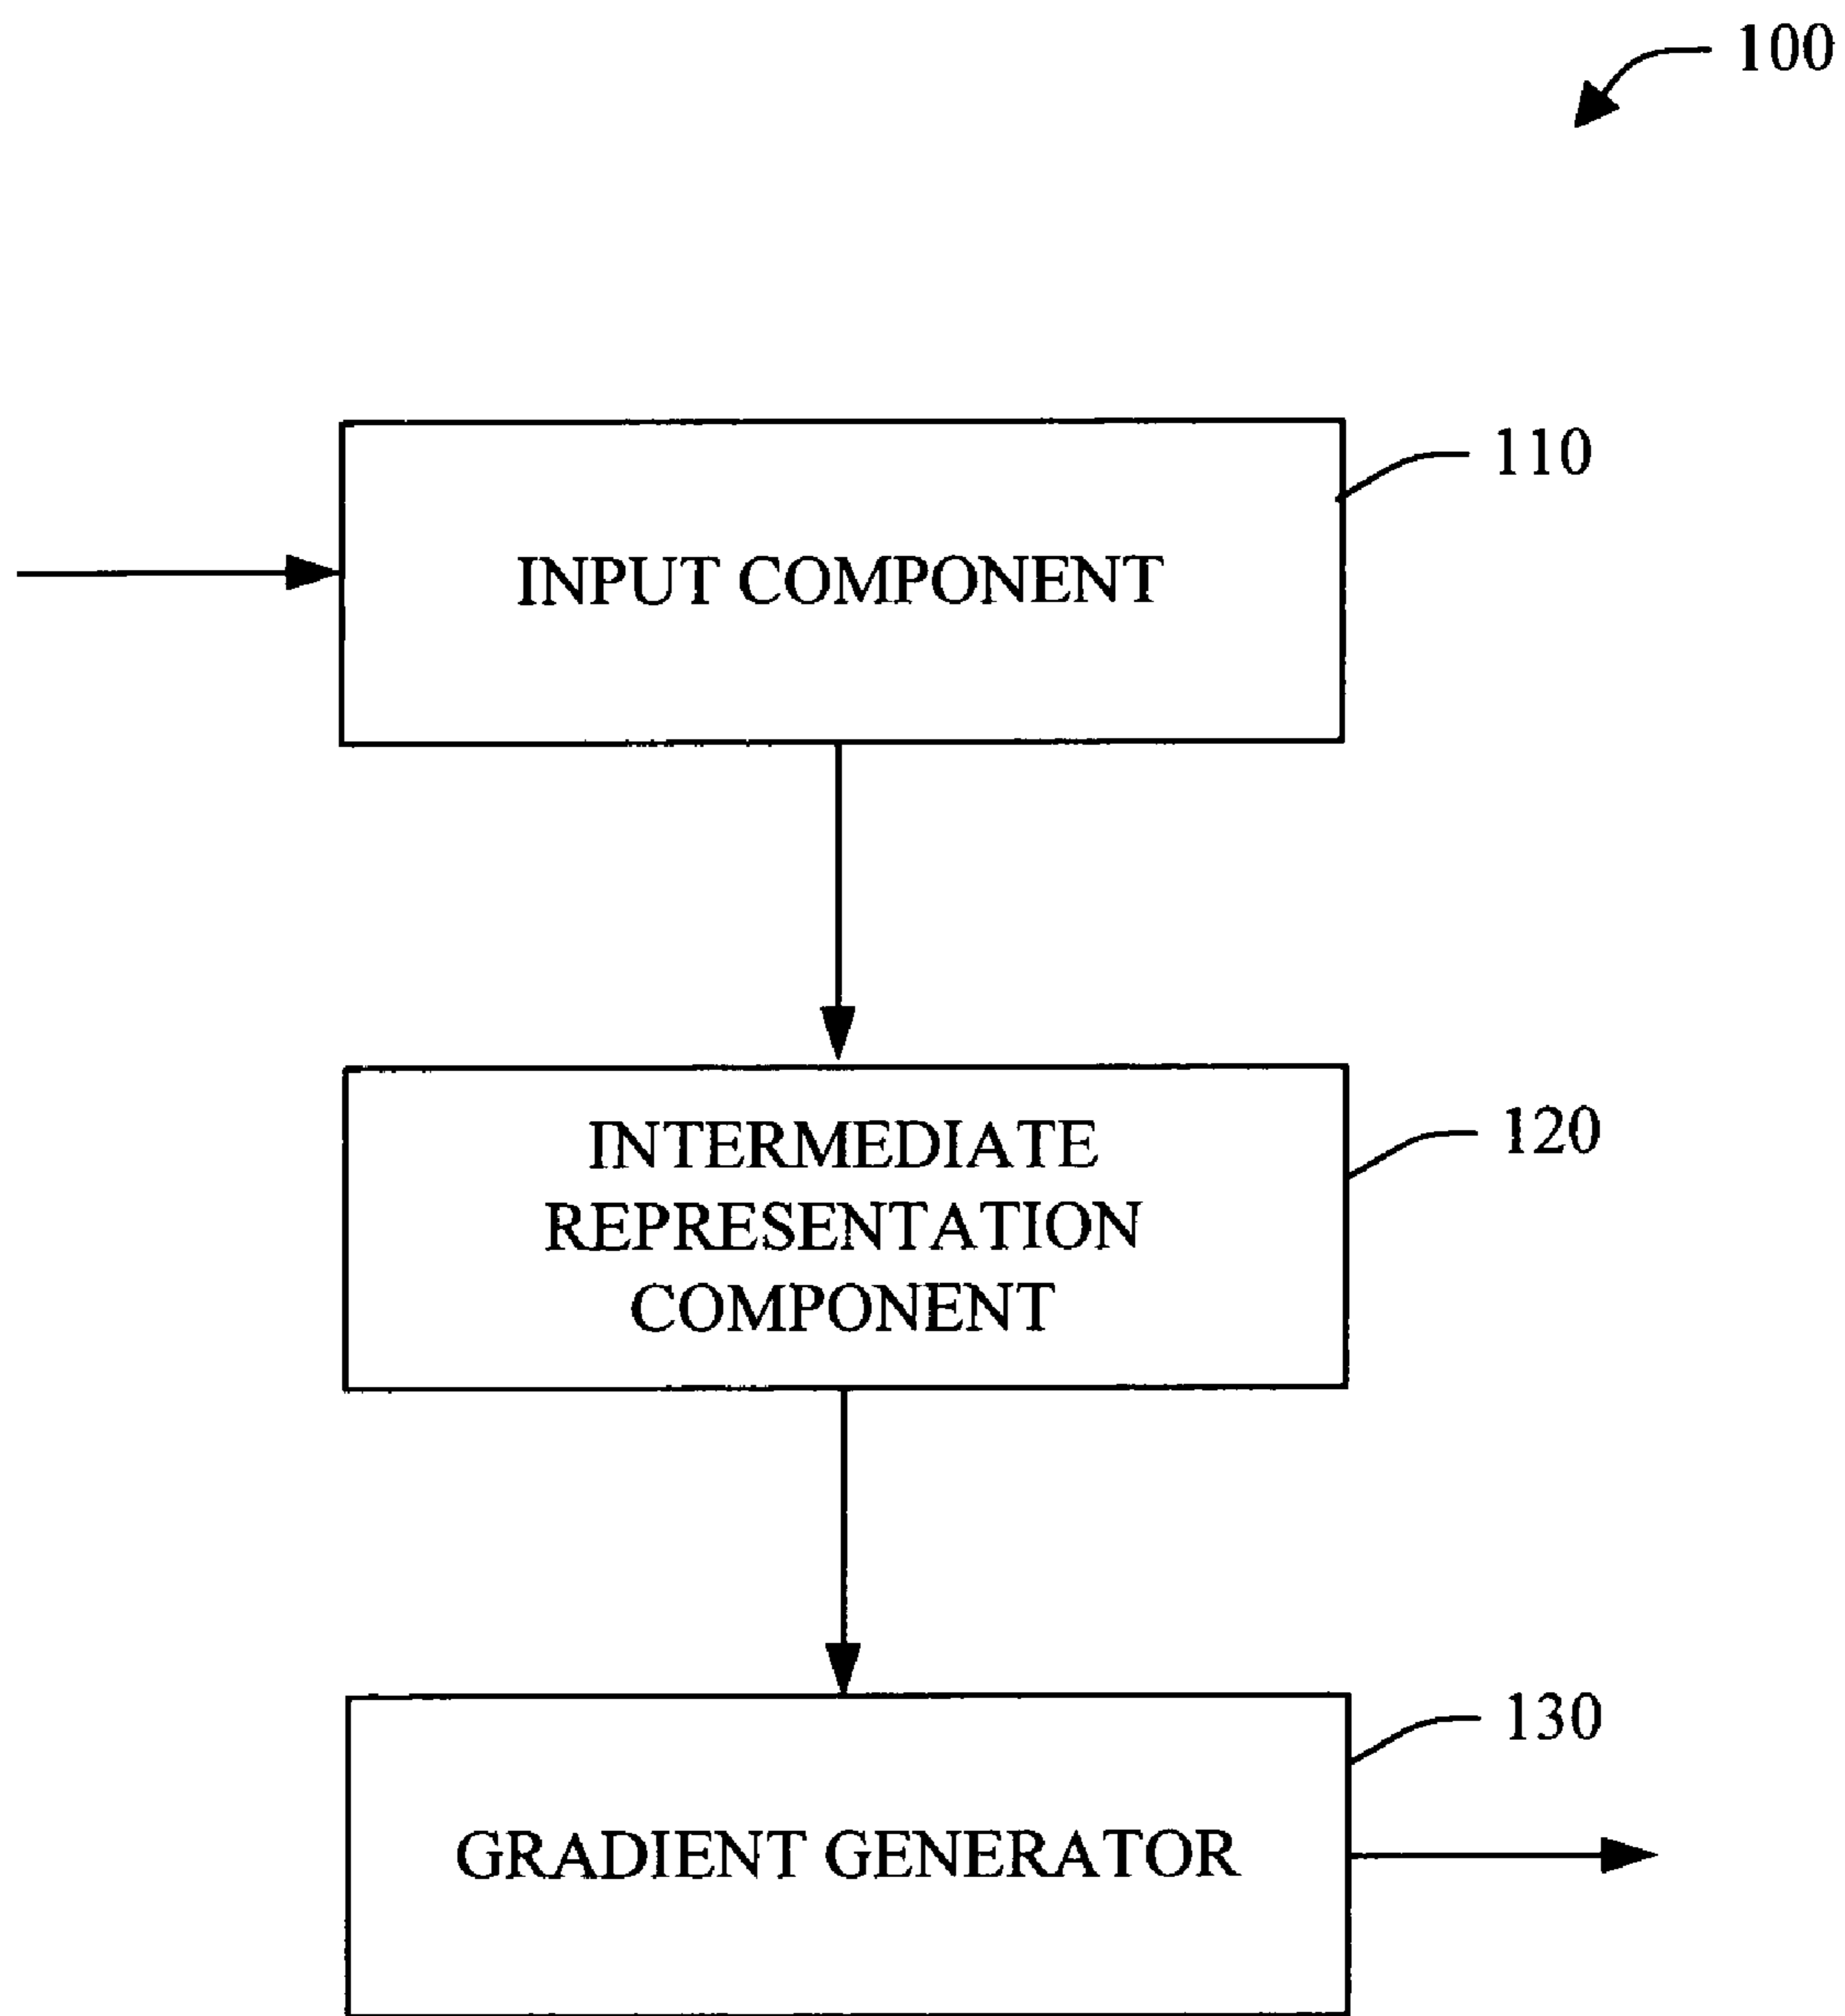 100
110
INPUT COMPONENT
120
INTERMEDIATE
REPRESENTATION
COMPONENT
130
GRADIENT GENERATOR